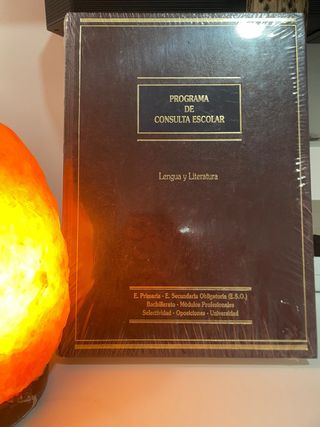 PROGRAMA
DE
CONSULTA ESCOLAR
Lengua y Literatura
E. Primaria - E. Secundaria Obligatoria (E.S.O.)
Bachillerato - Módulos Profesionales
Selectividad - Oposiciones - Universidad